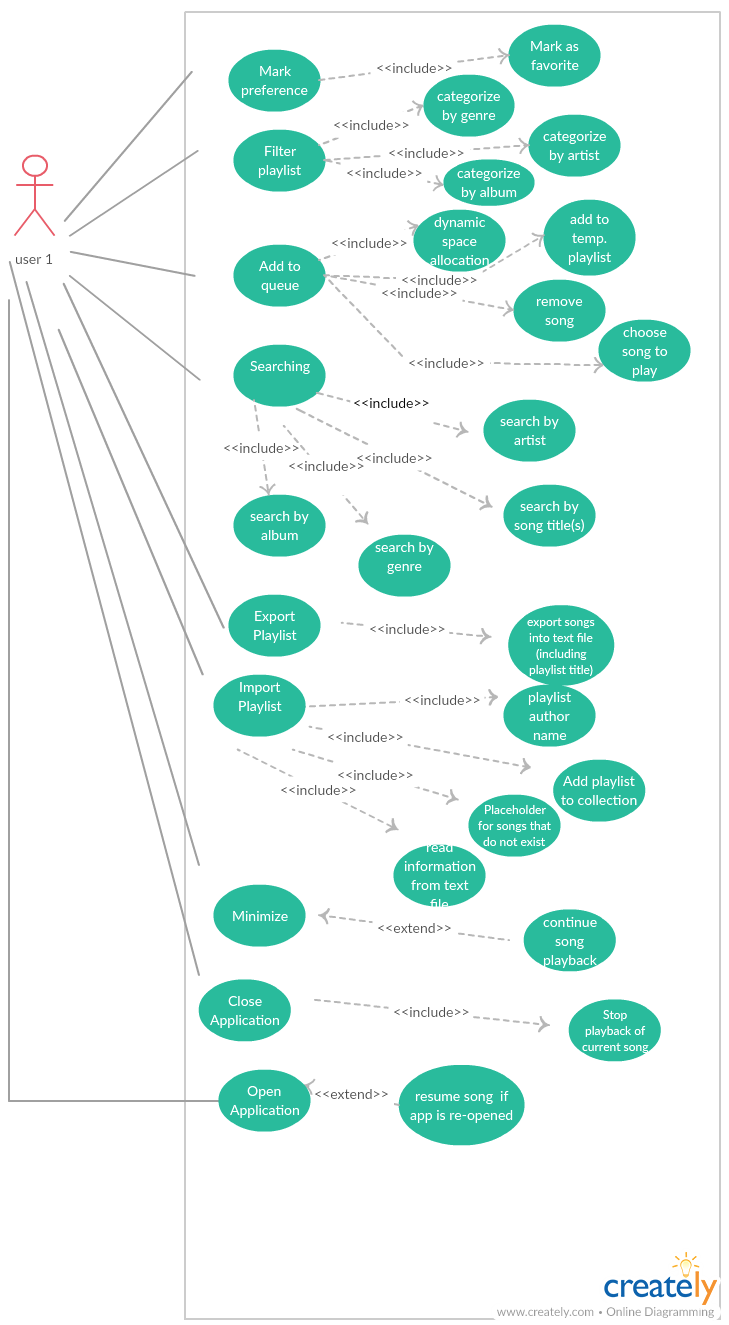 Mark as
favorite
Mark
preference
<<include>>
categorize
by genre
<<include>>
Filter
playlist
<<include>>
categorize
by artist
<<include>>
categorize
by album
user 1
dynamic
space
allocation
add to
temp.
playlist
<<include>>
Add to
queue
<<include>>
<<include>>
remove
song
choose
song to
play
<<include>>
Searching
<<include>>
search by
artist
<<include>>
<<include>>
<<include>>
search by
album
search by
song title(s)
search by
genre
Export
Playlist
<<include>>
export songs
into text file
(including
playlist title)
Import
Playlist
<<include>>
playlist
author
name
<<include>>
<<include>>
<<include>>
Add playlist
to collection
Placeholder
for songs that
do not exist
read
information
from text
file
Minimize
<<extend>>
continue
song
playback
Close
Application
<<include>>
Stop
playback of
current song
Open
Application
<<extend>>
resume song if
app is re-opened
creately
www.creately.com • Online Diagramming